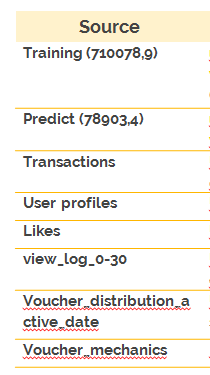 Source
Training (710078,9)
Predict (78903,4)
Transactions
User profiles
Likes
view_log_0-30
Voucher_distribution_a
ctive_date
Voucher_mechanics